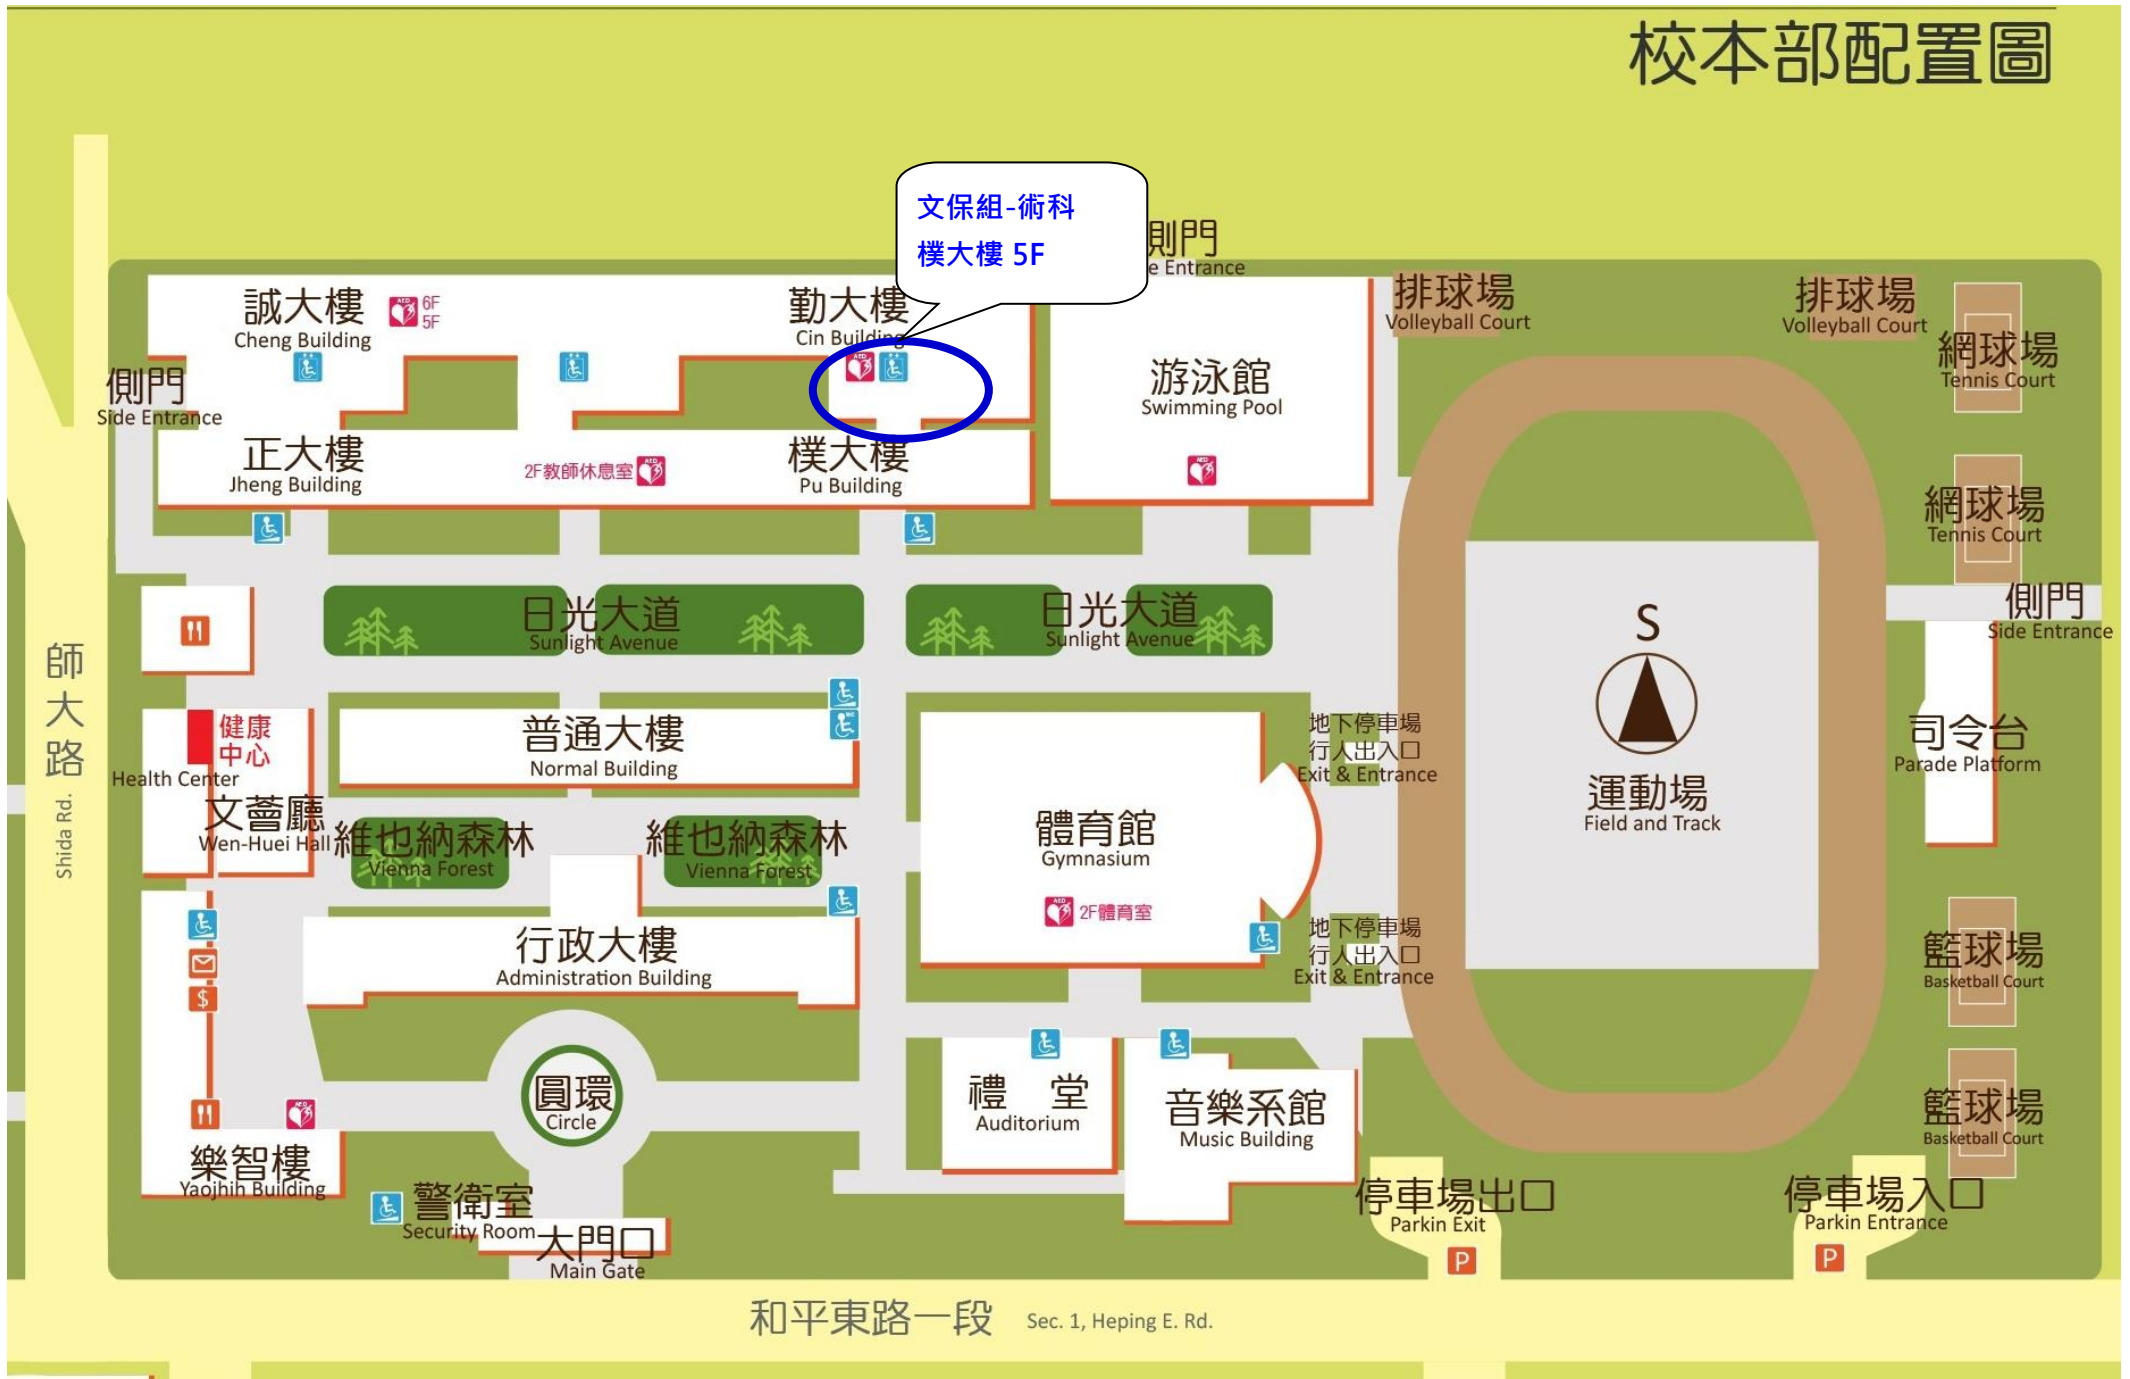 校本部配置圖
文保組-術科
樸大樓 5F
側門
e Entrance
誠大樓
Cheng Building
AED
6F
5F
勤大樓
Cin Building
AED
排球場
Volleyball Court
排球場
Volleyball Court
網球場
Tennis Court
側門
Side Entrance
游泳館
Swimming Pool
AED
正大樓
Jheng Building
2F教師休息室
AED
樸大樓
Pu Building
網球場
Tennis Court
日光大道
Sunlight Avenue
日光大道
Sunlight Avenue
側門
Side Entrance
S
師大路
Shida Rd.
健康
中心
Health Center
普通大樓
Normal Building
地下停車場
行人出入口
Exit & Entrance
司令台
Parade Platform
運動場
Field and Track
文薈廳
Wen-Huei Hall
維也納森林
Vienna Forest
維也納森林
Vienna Forest
體育館
Gymnasium
AED
2F體育室
行政大樓
Administration Building
地下停車場
行人出入口
Exit & Entrance
籃球場
Basketball Court
$
圓環
Circle
禮 堂
Auditorium
音樂系館
Music Building
籃球場
Basketball Court
AED
樂智樓
Yaojhih Building
警衛室
Security Room
大門口
Main Gate
停車場出口
Parkin Exit
P
停車場入口
Parkin Entrance
P
和平東路一段 Sec. 1, Heping E. Rd.